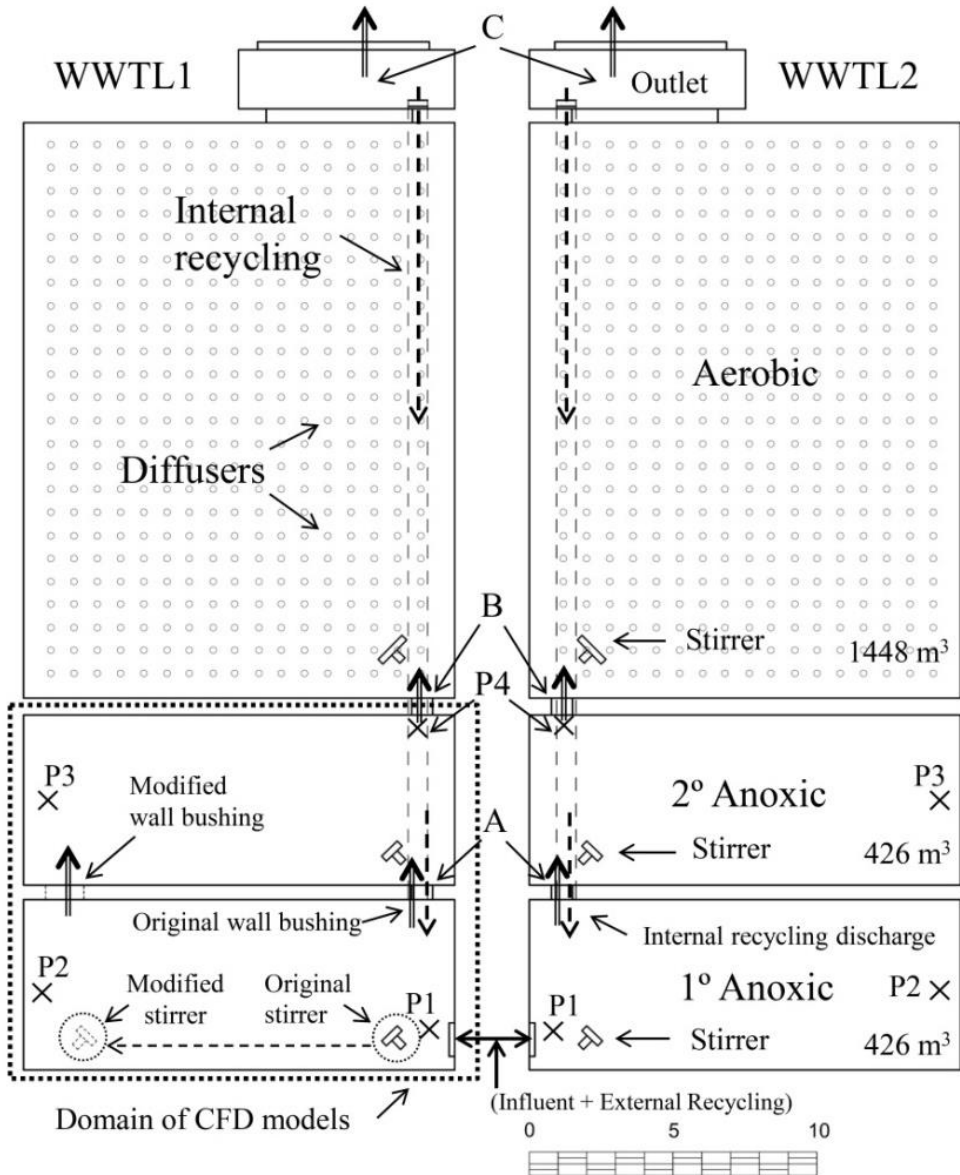 C
WWTL1
Outlet
WWTL2
Internal
recycling
Aerobic
Diffusers
B
Stirrer
1448 m³
P4
P3
Modified
wall bushing
A
2º Anoxic
P3
Stirrer
426 m³
Original wall bushing
Internal recycling discharge
P2
Modified
stirrer
Original
stirrer
P1
P1
1º Anoxic
P2
Stirrer
426 m³
Domain of CFD models
(Influent + External Recycling)
0 5 10